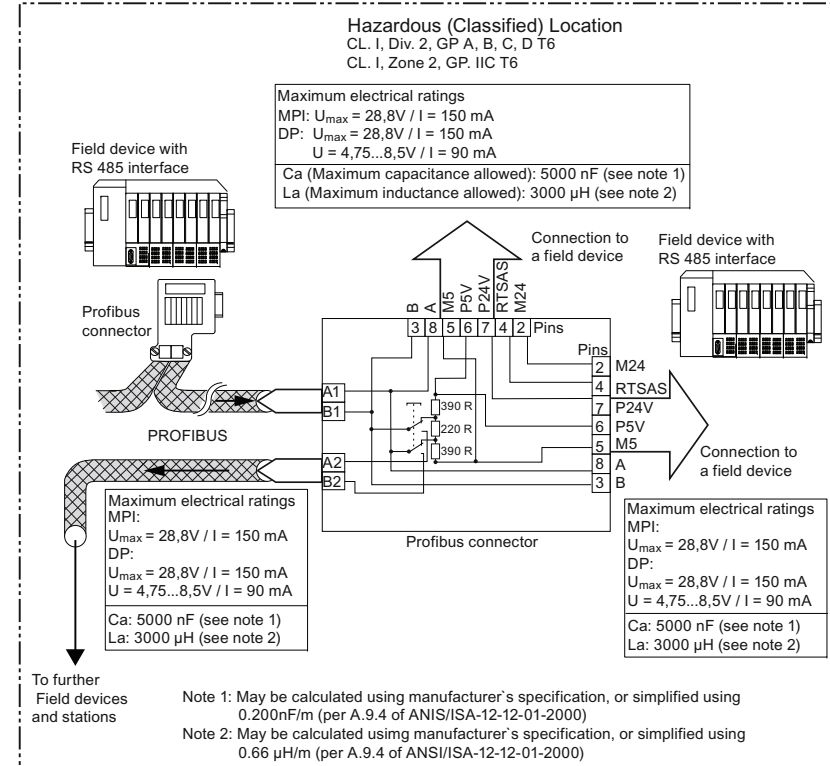 Hazardous (Classified) Location
CL. I, Div. 2, GP A, B, C, D T6
CL. I, Zone 2, GP. IIC T6
Maximum electrical ratings
MPI: Umax = 28,8V / I = 150 mA
DP: Umax = 28,8V / I = 150 mA
U = 4,75...8,5V / I = 90 mA
Ca (Maximum capacitance allowed): 5000 nF (see note 1)
La (Maximum inductance allowed): 3000 µH (see note 2)
Field device with
RS 485 interface
Connection to
a field device
Field device with
RS 485 interface
Profibus
connector
B
A
M5
P5V
P24V
RTSAS
M24
3 8 5 6 7 4 2 Pins
Pins
2 M24
4 RTSAS
7 P24V
6 P5V
5 M5
8 A
3 B
A1
B1
390 R
220 R
390 R
PROFIBUS
A2
B2
Connection to
a field device
Profibus connector
Maximum electrical ratings
MPI:
Umax = 28,8V / I = 150 mA
DP:
Umax = 28,8V / I = 150 mA
U = 4,75...8,5V / I = 90 mA
Ca: 5000 nF (see note 1)
La: 3000 µH (see note 2)
Maximum electrical ratings
MPI:
Umax = 28,8V / I = 150 mA
DP:
Umax = 28,8V / I = 150 mA
U = 4,75...8,5V / I = 90 mA
Ca: 5000 nF (see note 1)
La: 3000 µH (see note 2)
To further
Field devices
and stations
Note 1: May be calculated using manufacturer`s specification, or simplified using
0.200nF/m (per A.9.4 of ANIS/ISA-12-12-01-2000)
Note 2: May be calculated usimg manufacturer`s specification, or simplified using
0.66 µH/m (per A.9.4 of ANSI/ISA-12-12-01-2000)